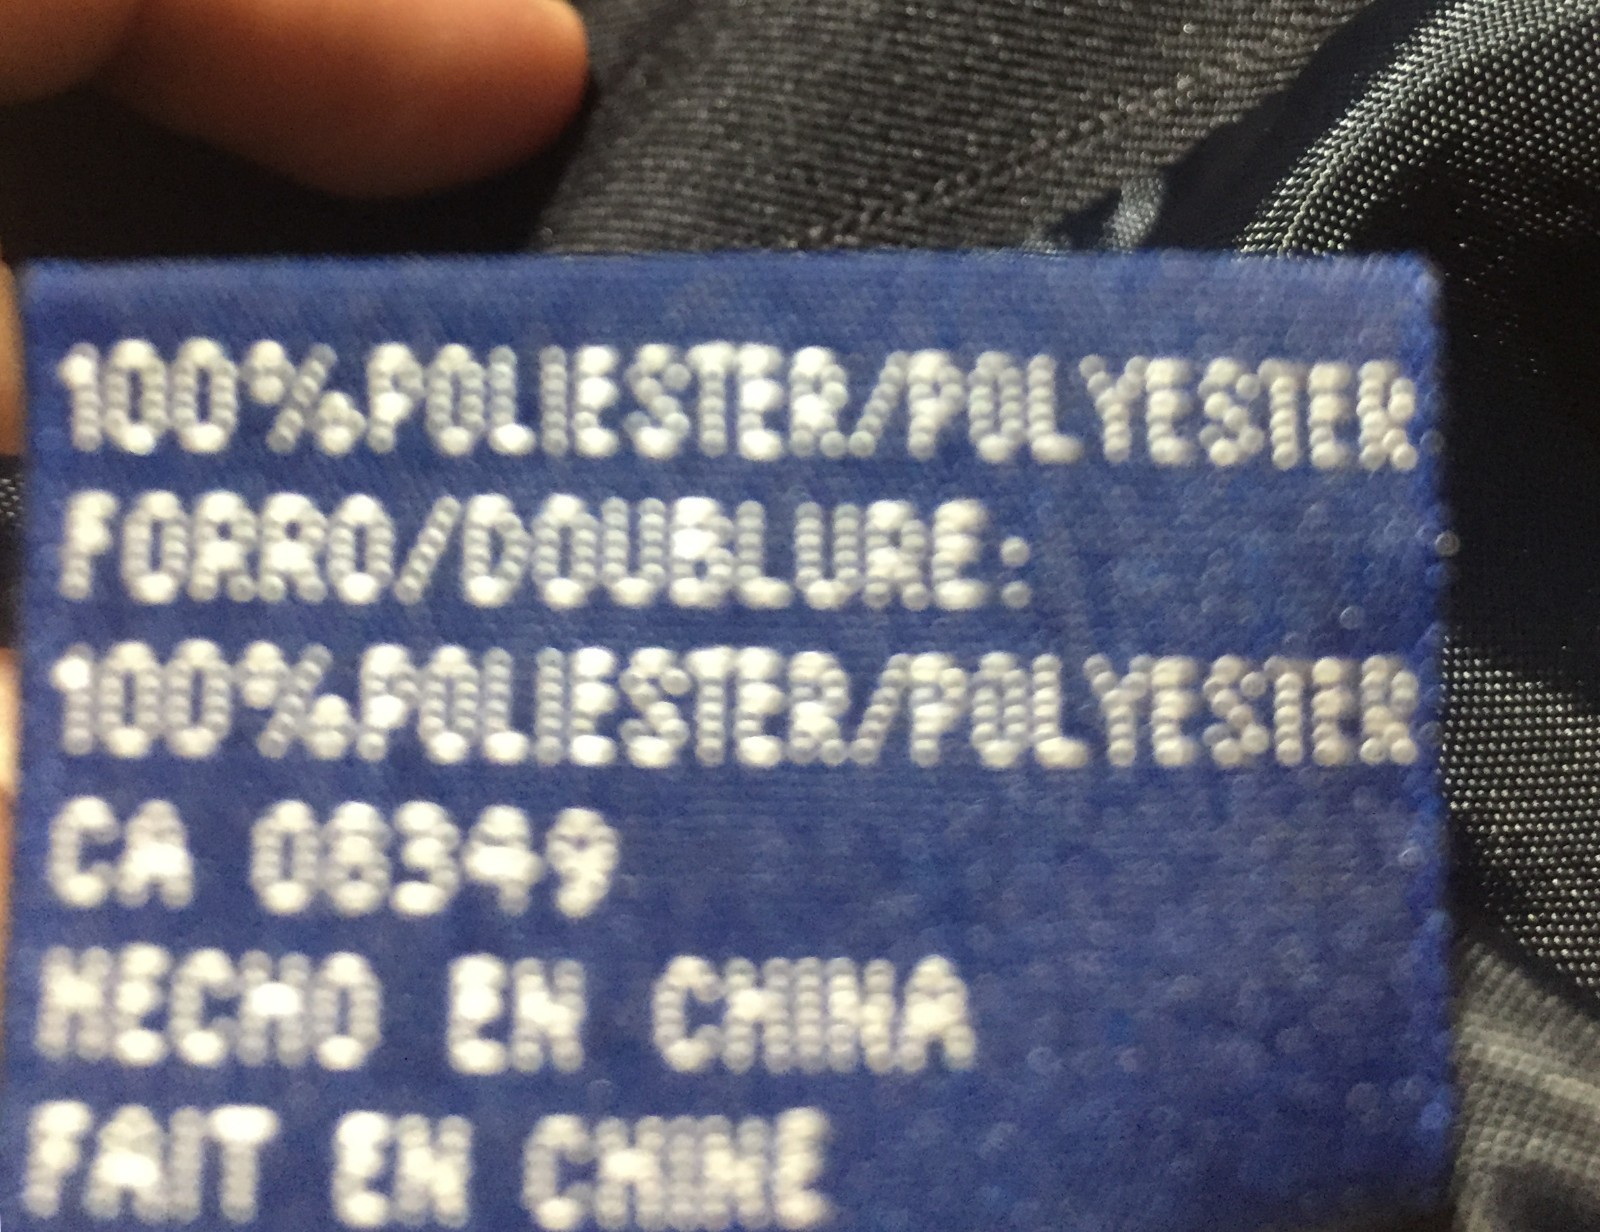 100%POLIESTER/POLYESTER
FORRO/DOUBLURE:
100%POLIESTER/POLYESTER
CA 08349
HECHO EN CHINA
FAIT EN CHINE